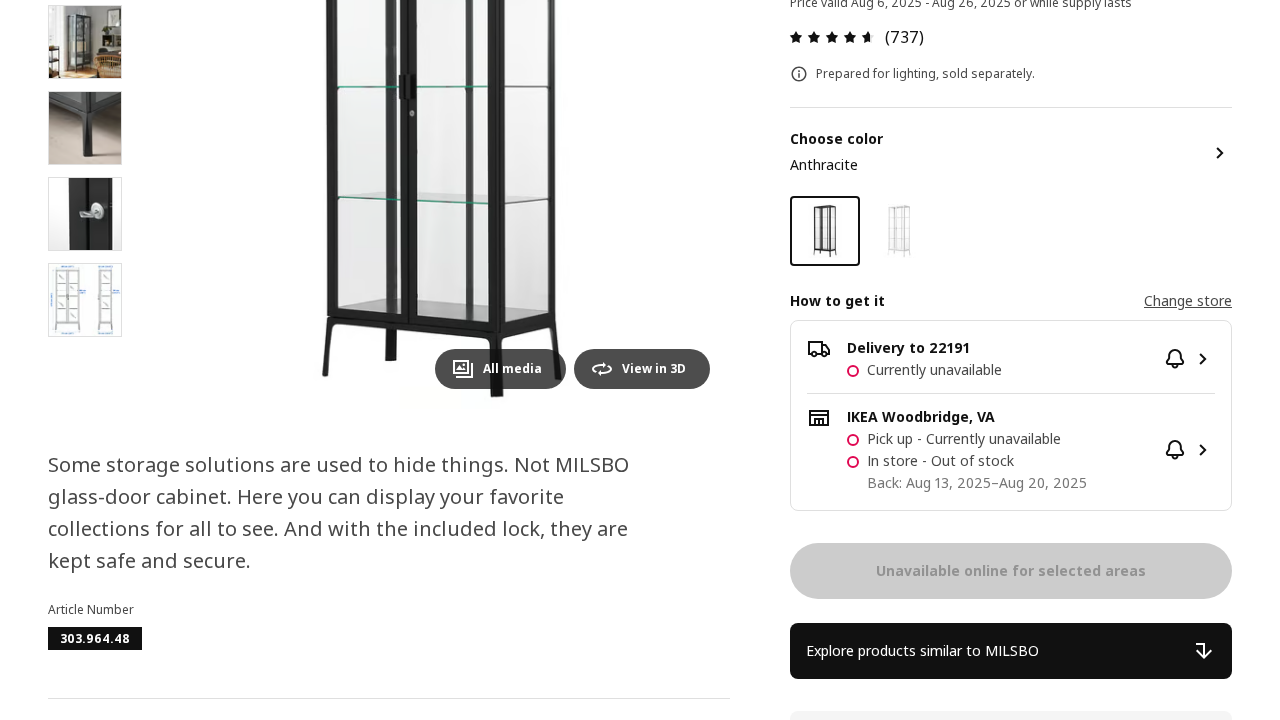 Price valid Aug 6, 2025 - Aug 26, 2025 or while supply lasts
(737)
Prepared for lighting, sold separately.
Choose color
Anthracite
How to get it
Change store
Delivery to 22191
Currently unavailable
IKEA Woodbridge, VA
Pick up - Currently unavailable
In store - Out of stock
Back: Aug 13, 2025–Aug 20, 2025
Unavailable online for selected areas
Explore products similar to MILSBO
All media
View in 3D
Some storage solutions are used to hide things. Not MILSBO
glass-door cabinet. Here you can display your favorite
collections for all to see. And with the included lock, they are
kept safe and secure.
Article Number
303.964.48